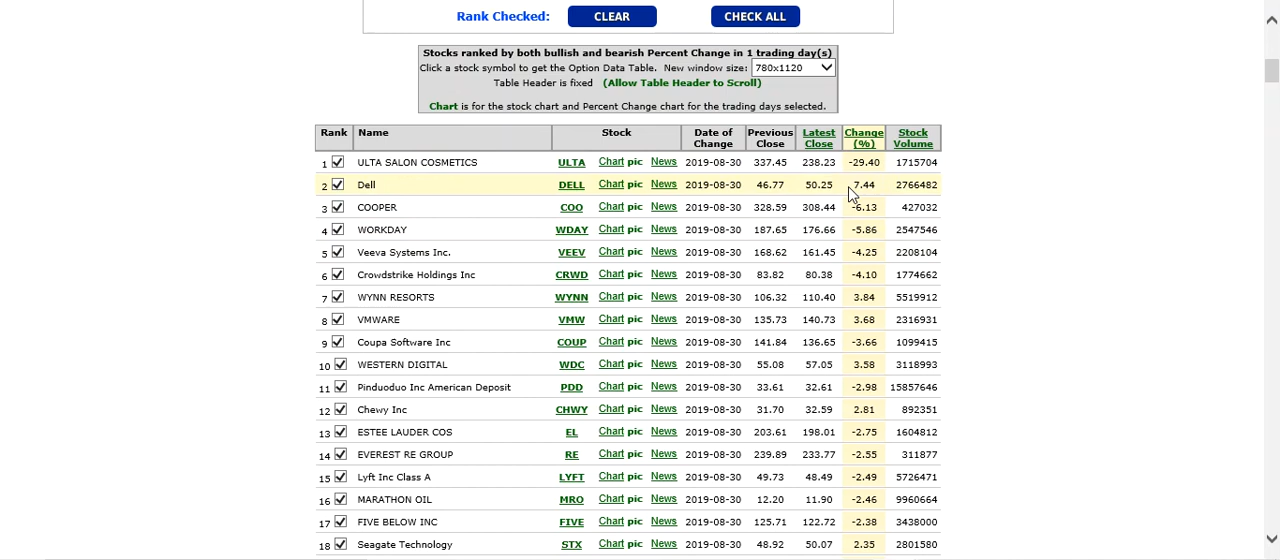 Rank Checked: CLEAR CHECK ALL
Stocks ranked by both bullish and bearish Percent Change in 1 trading day(s)
Click a stock symbol to get the Option Data Table. New window size: 780x1120
Table Header is fixed (Allow Table Header to Scroll)
Chart is for the stock chart and Percent Change chart for the trading days selected.
Rank Name Stock Date of Change Previous Close Latest Close Change (%) Stock Volume
1 ULTA SALON COSMETICS ULTA Chart pic News 2019-08-30 337.45 238.23 -29.40 1715704
2 Dell DELL Chart pic News 2019-08-30 46.77 50.25 7.44 2766482
3 COOPER COO Chart pic News 2019-08-30 328.59 308.44 -6.13 427032
4 WORKDAY WDAY Chart pic News 2019-08-30 187.65 176.66 -5.86 2547546
5 Veeva Systems Inc. VEEV Chart pic News 2019-08-30 168.62 161.45 -4.25 2208104
6 Crowdstrike Holdings Inc CRWD Chart pic News 2019-08-30 83.82 80.38 -4.10 1774662
7 WYNN RESORTS WYNN Chart pic News 2019-08-30 106.32 110.40 3.84 5519912
8 VMWARE VMW Chart pic News 2019-08-30 135.73 140.73 3.68 2316931
9 Coupa Software Inc COUP Chart pic News 2019-08-30 141.84 136.65 -3.66 1099415
10 WESTERN DIGITAL WDC Chart pic News 2019-08-30 55.08 57.05 3.58 3118993
11 Pinduoduo Inc American Deposit PDD Chart pic News 2019-08-30 33.61 32.61 -2.98 15857646
12 Chewy Inc CHWY Chart pic News 2019-08-30 31.70 32.59 2.81 892351
13 ESTEE LAUDER COS EL Chart pic News 2019-08-30 203.61 198.01 -2.75 1604812
14 EVEREST RE GROUP RE Chart pic News 2019-08-30 239.89 233.77 -2.55 311877
15 Lyft Inc Class A LYFT Chart pic News 2019-08-30 49.73 48.49 -2.49 5726471
16 MARATHON OIL MRO Chart pic News 2019-08-30 12.20 11.90 -2.46 9960664
17 FIVE BELOW INC FIVE Chart pic News 2019-08-30 125.71 122.72 -2.38 3438000
18 Seagate Technology STX Chart pic News 2019-08-30 48.92 50.07 2.35 2801580